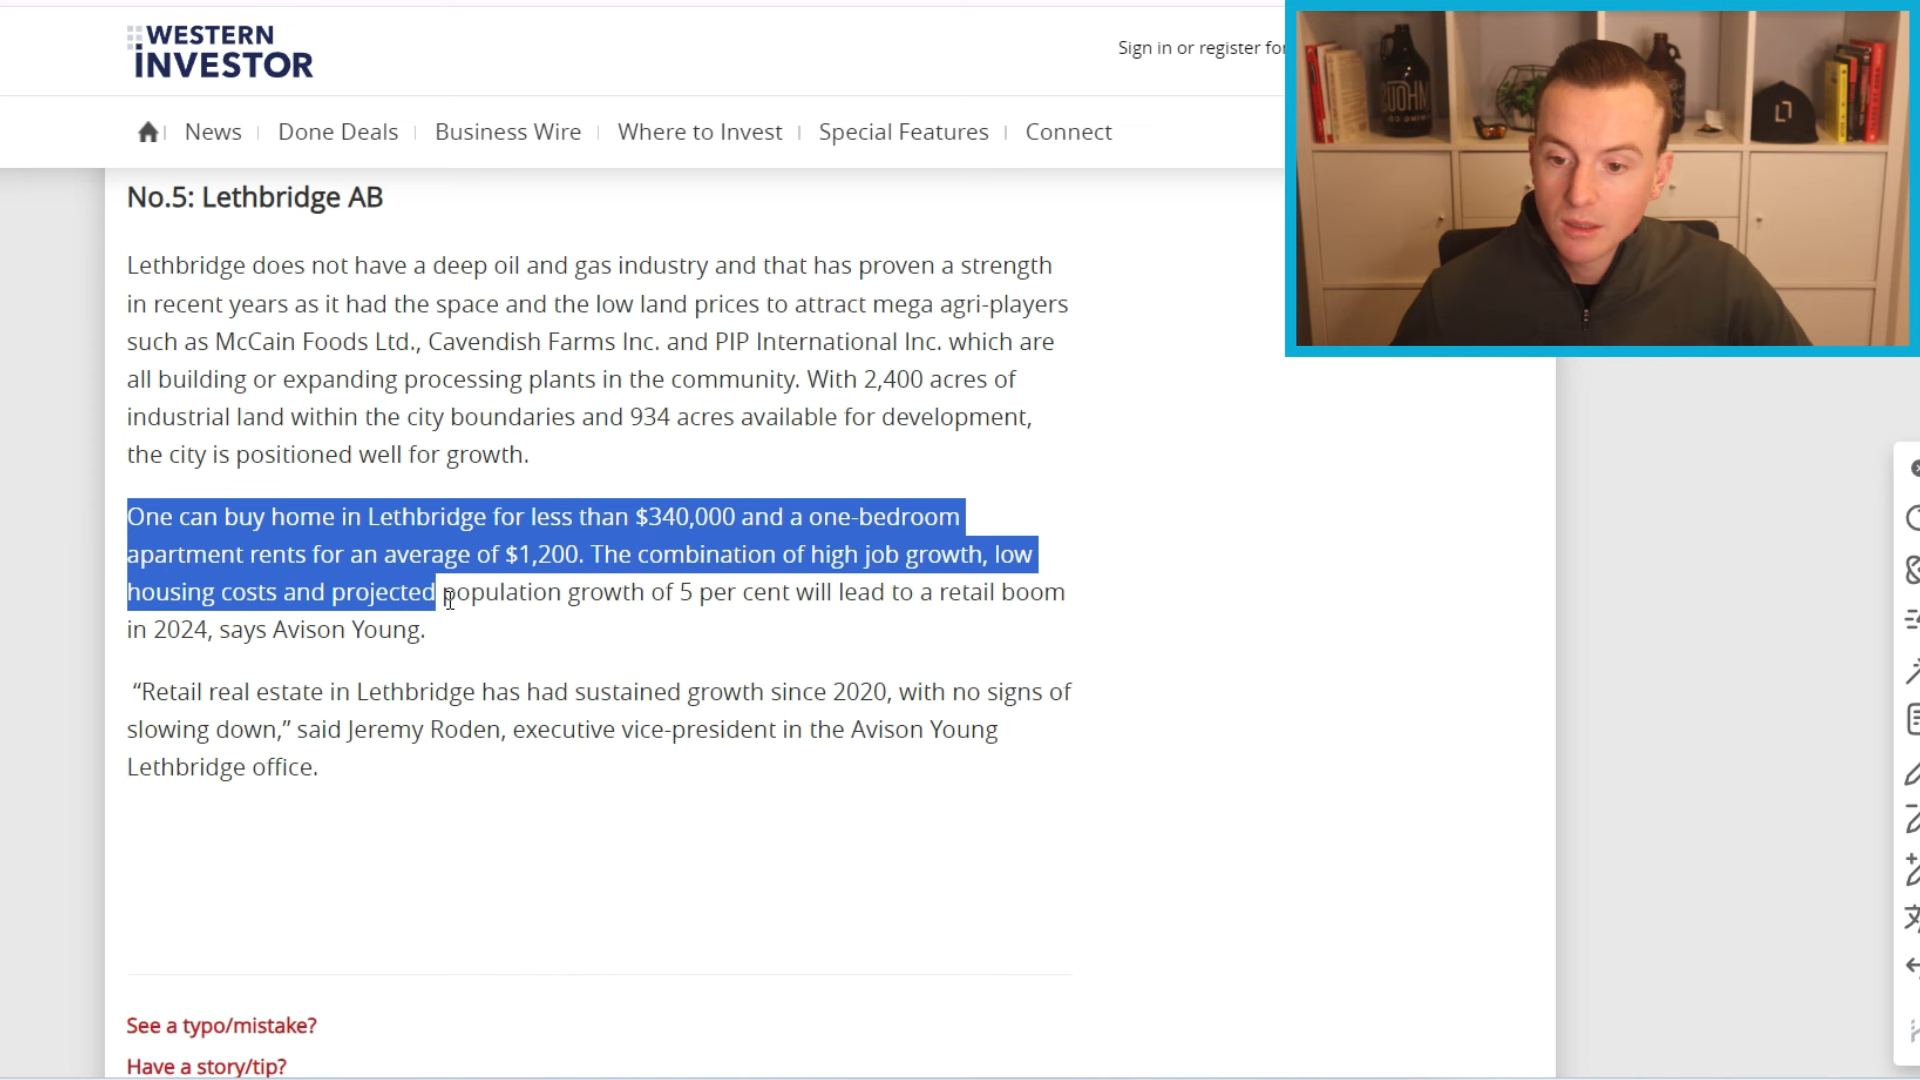 WESTERN
INVESTOR
Sign in or register for
News
Done Deals
Business Wire
Where to Invest
Special Features
Connect
No.5: Lethbridge AB
Lethbridge does not have a deep oil and gas industry and that has proven a strength
in recent years as it had the space and the low land prices to attract mega agri-players
such as McCain Foods Ltd., Cavendish Farms Inc. and PIP International Inc. which are
all building or expanding processing plants in the community. With 2,400 acres of
industrial land within the city boundaries and 934 acres available for development,
the city is positioned well for growth.
One can buy home in Lethbridge for less than $340,000 and a one-bedroom
apartment rents for an average of $1,200. The combination of high job growth, low
housing costs and projected population growth of 5 per cent will lead to a retail boom
in 2024, says Avison Young.
“Retail real estate in Lethbridge has had sustained growth since 2020, with no signs of
slowing down,” said Jeremy Roden, executive vice-president in the Avison Young
Lethbridge office.
See a typo/mistake?
Have a story/tip?